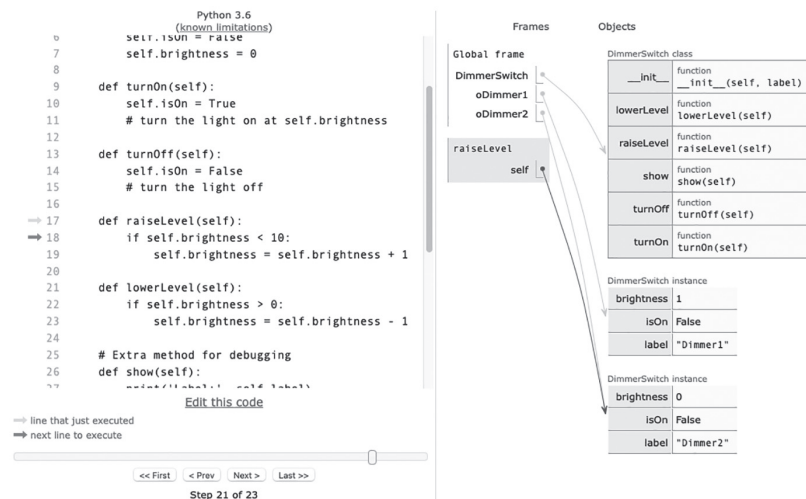 Python 3.6
(known limitations)
6 self.isOn = False
7 self.brightness = 0
8
9 def turnOn(self):
10 self.isOn = True
11 # turn the light on at self.brightness
12
13 def turnOff(self):
14 self.isOn = False
15 # turn the light off
16
17 def raiseLevel(self):
18 if self.brightness < 10:
19 self.brightness = self.brightness + 1
20
21 def lowerLevel(self):
22 if self.brightness > 0:
23 self.brightness = self.brightness - 1
24
25 # Extra method for debugging
26 def show(self):
27 print('Label:', self.label)
Edit this code
line that just executed
next line to execute
<< First < Prev Next > Last >>
Step 21 of 23
Frames Objects
Global frame
DimmerSwitch
oDimmer1
oDimmer2
raiseLevel
self
DimmerSwitch class
__init__ function
__init__(self, label)
lowerLevel function
lowerLevel(self)
raiseLevel function
raiseLevel(self)
show function
show(self)
turnOff function
turnOff(self)
turnOn function
turnOn(self)
DimmerSwitch instance
brightness 1
isOn False
label "Dimmer1"
DimmerSwitch instance
brightness 0
isOn False
label "Dimmer2"